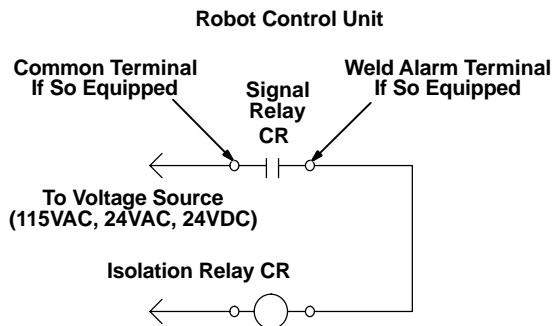 Robot Control Unit
Common Terminal
If So Equipped
Signal
Relay
CR
Weld Alarm Terminal
If So Equipped
To Voltage Source
(115VAC, 24VAC, 24VDC)
Isolation Relay CR